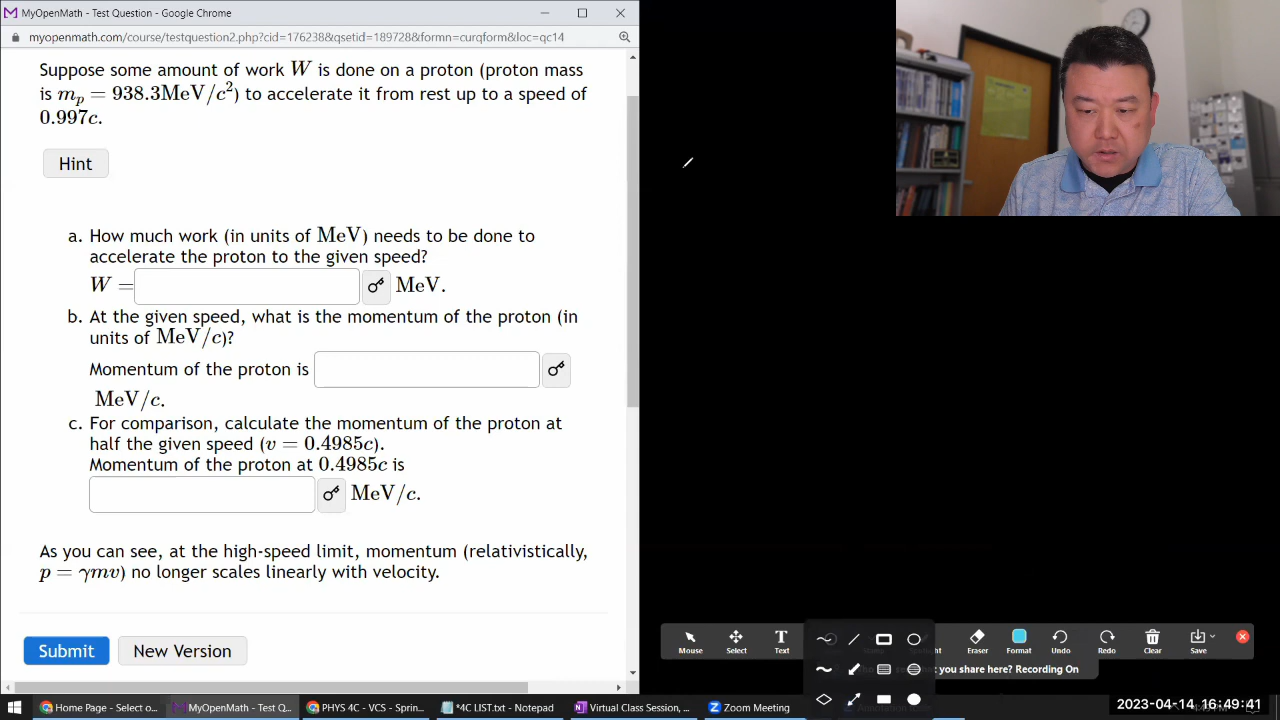 MyOpenMath - Test Question - Google Chrome
myopenmath.com/course/testquestion2.php?cid=176238&qsetid=189728&formn=curqform&loc=qc14
Suppose some amount of work W is done on a proton (proton mass
is mₚ = 938.3MeV/c²) to accelerate it from rest up to a speed of
0.997c.
Hint
a. How much work (in units of MeV) needs to be done to
accelerate the proton to the given speed?
W = MeV.
b. At the given speed, what is the momentum of the proton (in
units of MeV/c)?
Momentum of the proton is
MeV/c.
c. For comparison, calculate the momentum of the proton at
half the given speed (v = 0.4985c).
Momentum of the proton at 0.4985c is
MeV/c.
As you can see, at the high-speed limit, momentum (relativistically,
p = γmv) no longer scales linearly with velocity.
Submit New Version
Mouse Select Text Eraser Format Undo Redo Clear Save
you share here? Recording On
Home Page - Select o... MyOpenMath - Test Q... PHYS 4C - VCS - Sprin... *4C LIST.txt - Notepad Virtual Class Session, ... Zoom Meeting
2023-04-14 16:49:41